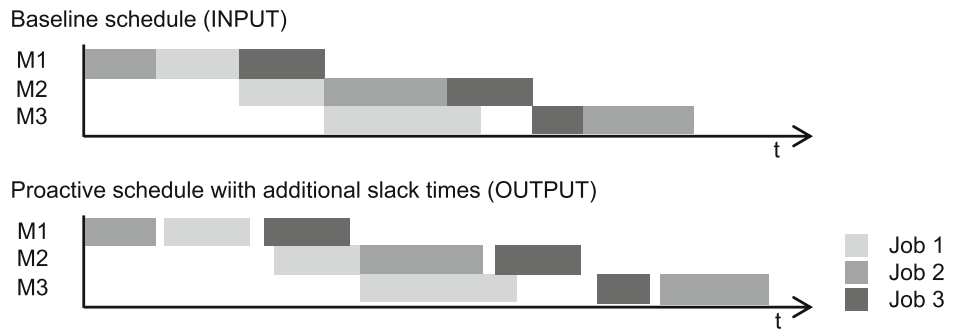 Baseline schedule (INPUT)
M1
M2
M3
t
Proactive schedule wiith additional slack times (OUTPUT)
M1
M2
M3
t
Job 1
Job 2
Job 3